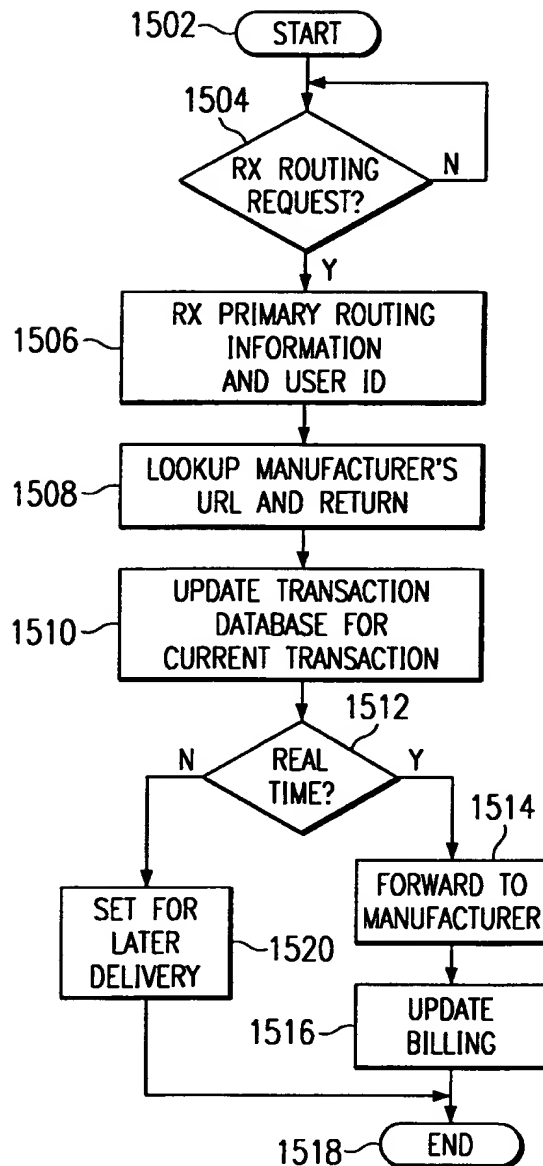 1502
START
1504
RX ROUTING
REQUEST?
N
Y
1506
RX PRIMARY ROUTING
INFORMATION
AND USER ID
1508
LOOKUP MANUFACTURER'S
URL AND RETURN
1510
UPDATE TRANSACTION
DATABASE FOR
CURRENT TRANSACTION
1512
N
REAL
TIME?
Y
1514
FORWARD TO
MANUFACTURER
SET FOR
LATER
DELIVERY
1520
1516
UPDATE
BILLING
1518
END